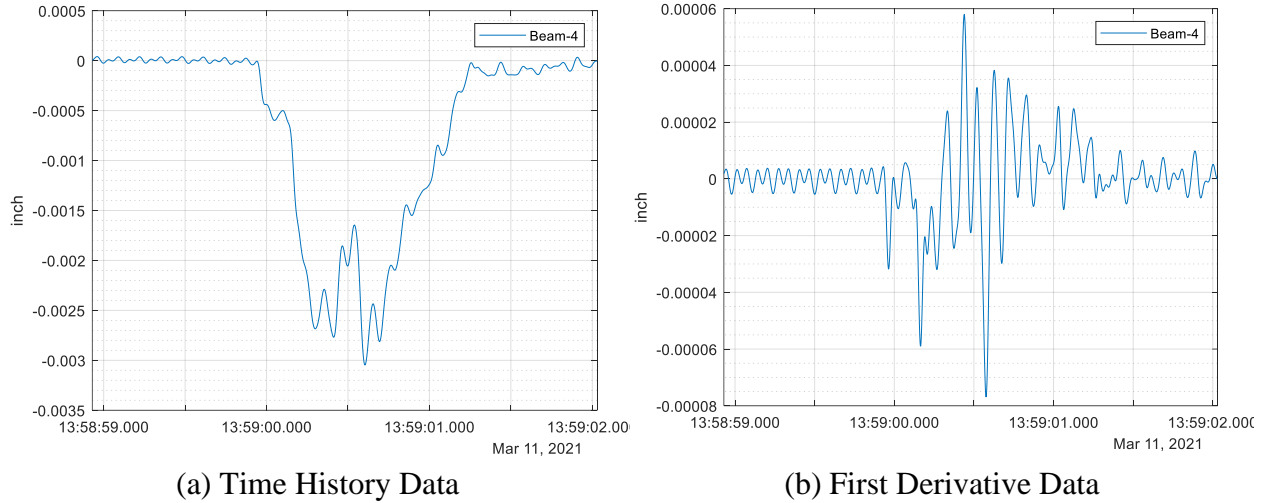 0.0005
0
-0.0005
-0.001
-0.0015
-0.002
-0.0025
-0.003
-0.0035
inch
Beam-4
13:58:59.000 13:59:00.000 13:59:01.000 13:59:02.0
Mar 11, 2021
(a) Time History Data
0.00006
0.00004
0.00002
0
-0.00002
-0.00004
-0.00006
-0.00008
inch
Beam-4
13:58:59.000 13:59:00.000 13:59:01.000 13:59:02.00
Mar 11, 2021
(b) First Derivative Data